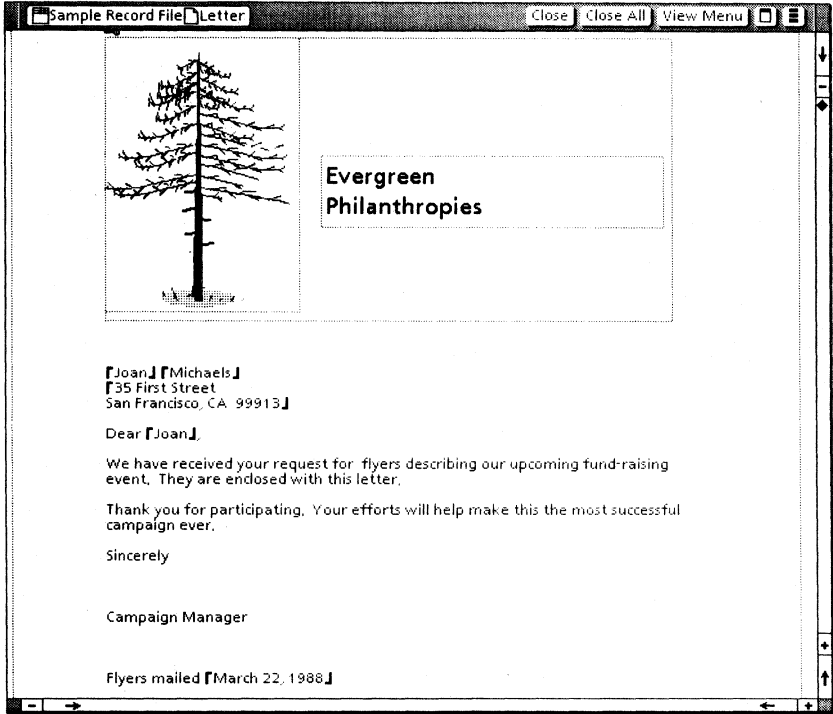 Sample Record File Letter Close Close All View Menu
Evergreen
Philanthropies
⌈Joan⌋ ⌈Michaels⌋
⌈35 First Street
San Francisco, CA 99913⌋
Dear ⌈Joan⌋,
We have received your request for flyers describing our upcoming fund-raising
event. They are enclosed with this letter.
Thank you for participating. Your efforts will help make this the most successful
campaign ever.
Sincerely
Campaign Manager
Flyers mailed ⌈March 22, 1988⌋